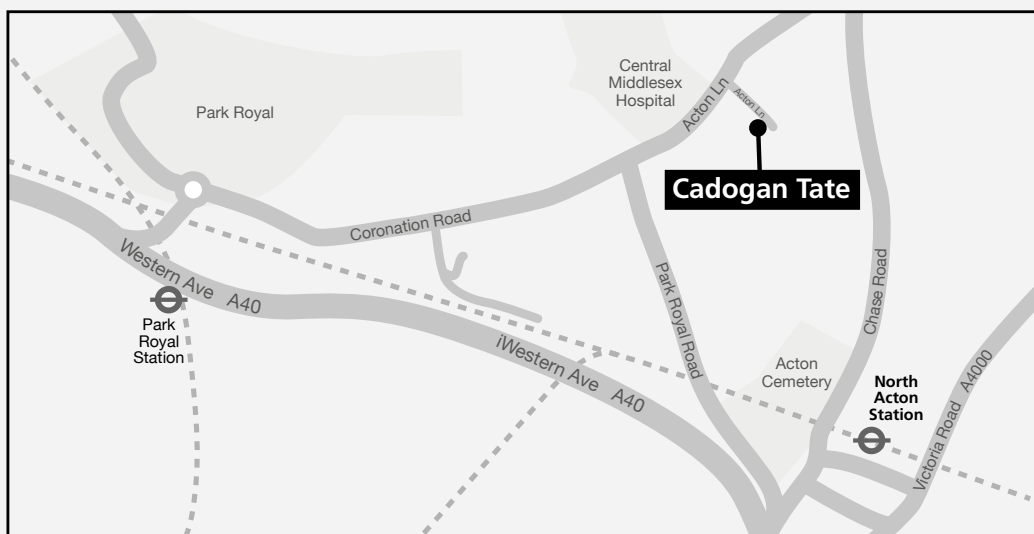 Central
Middlesex
Hospital
Acton Ln
Acton Ln
Park Royal
Cadogan Tate
Coronation Road
Western Ave A40
Park
Royal
Station
iWestern Ave A40
Park Royal Road
Chase Road
Acton
Cemetery
North
Acton
Station
Victoria Road A4000